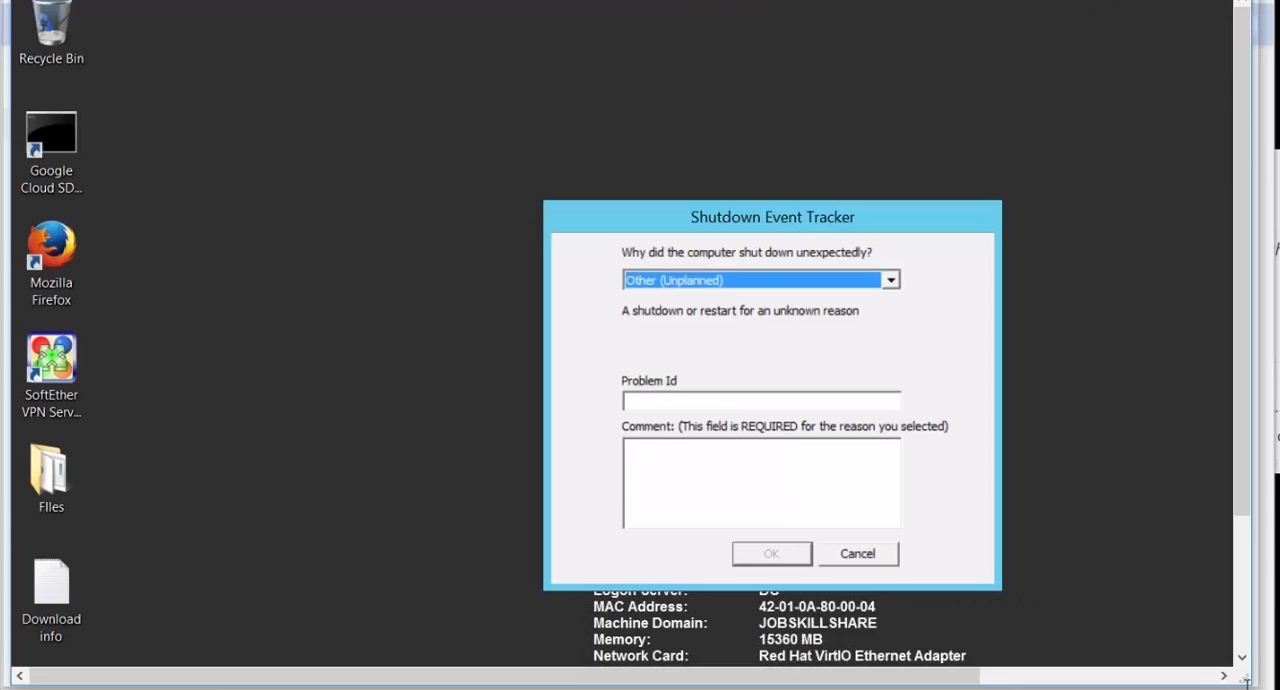 Recycle Bin
Google
Cloud SD...
Mozilla
Firefox
SoftEther
VPN Serv...
FIles
Download
info
Shutdown Event Tracker
Why did the computer shut down unexpectedly?
Other (Unplanned)
A shutdown or restart for an unknown reason
Problem Id
Comment: (This field is REQUIRED for the reason you selected)
OK
Cancel
Logon Server: DC
MAC Address: 42-01-0A-80-00-04
Machine Domain: JOBSKILLSHARE
Memory: 15360 MB
Network Card: Red Hat VirtIO Ethernet Adapter